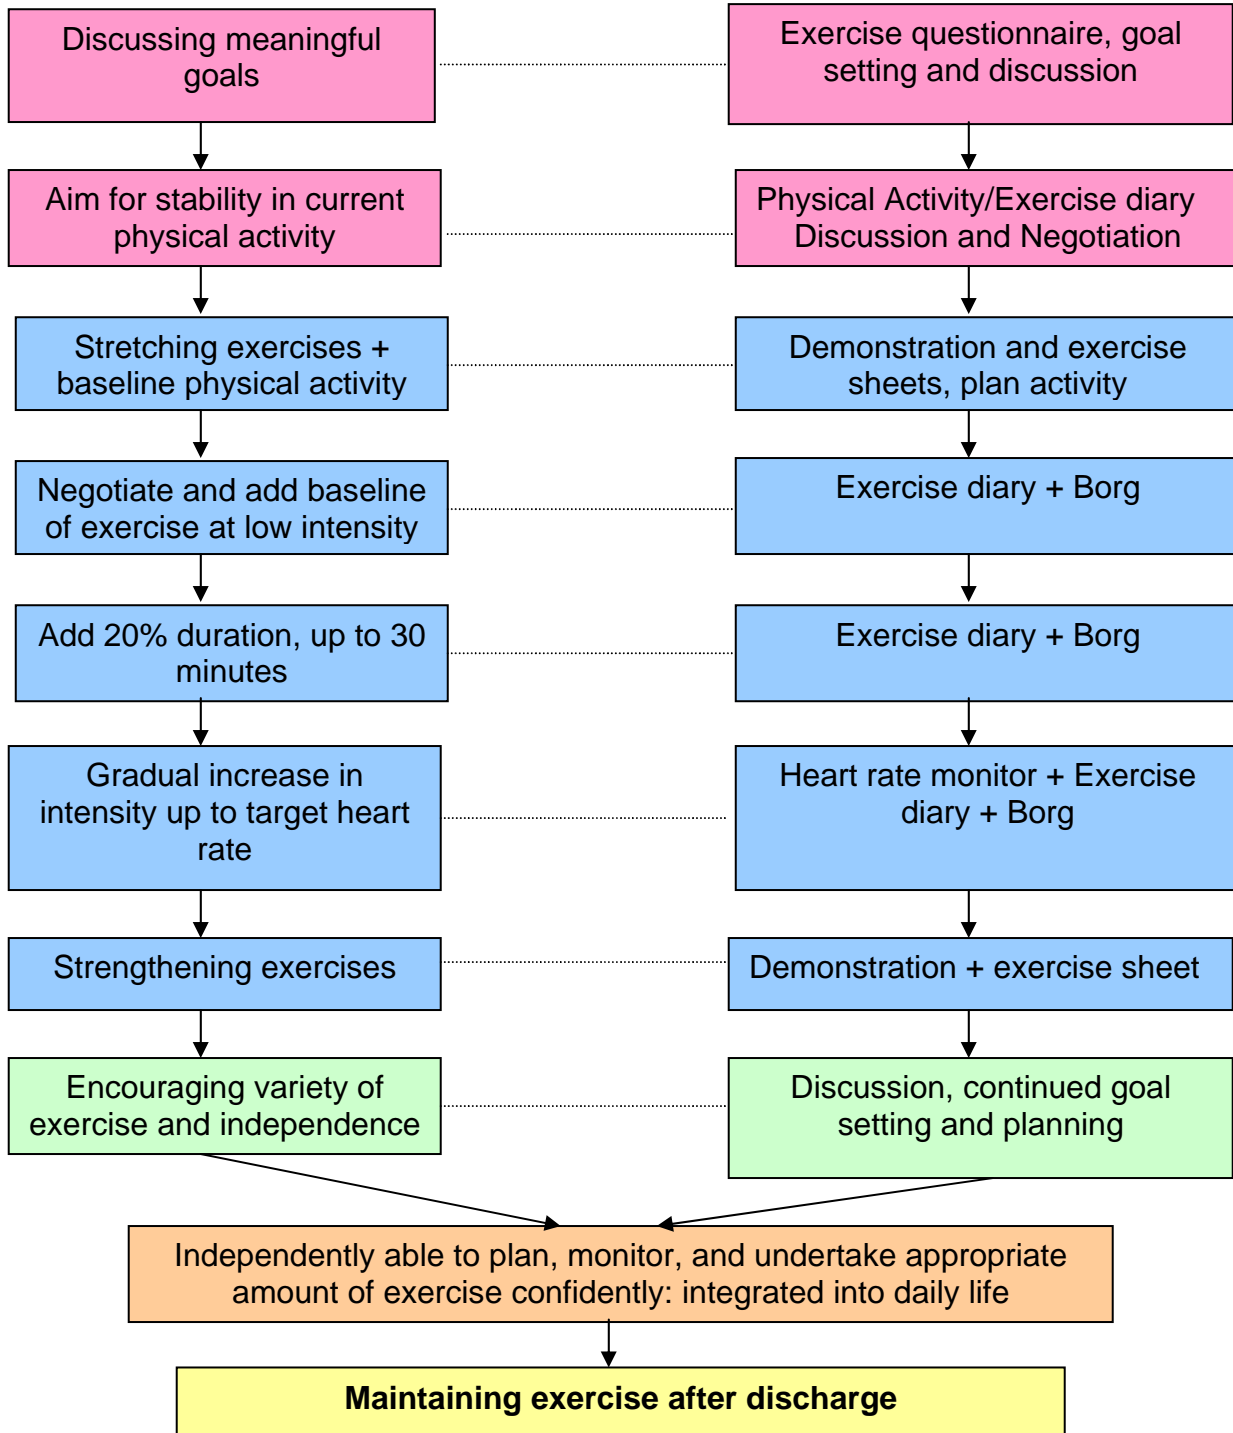 Discussing meaningful
goals
Exercise questionnaire, goal
setting and discussion
Aim for stability in current
physical activity
Physical Activity/Exercise diary
Discussion and Negotiation
Stretching exercises +
baseline physical activity
Demonstration and exercise
sheets, plan activity
Negotiate and add baseline
of exercise at low intensity
Exercise diary + Borg
Add 20% duration, up to 30
minutes
Exercise diary + Borg
Gradual increase in
intensity up to target heart
rate
Heart rate monitor + Exercise
diary + Borg
Strengthening exercises
Demonstration + exercise sheet
Encouraging variety of
exercise and independence
Discussion, continued goal
setting and planning
Independently able to plan, monitor, and undertake appropriate
amount of exercise confidently: integrated into daily life
Maintaining exercise after discharge